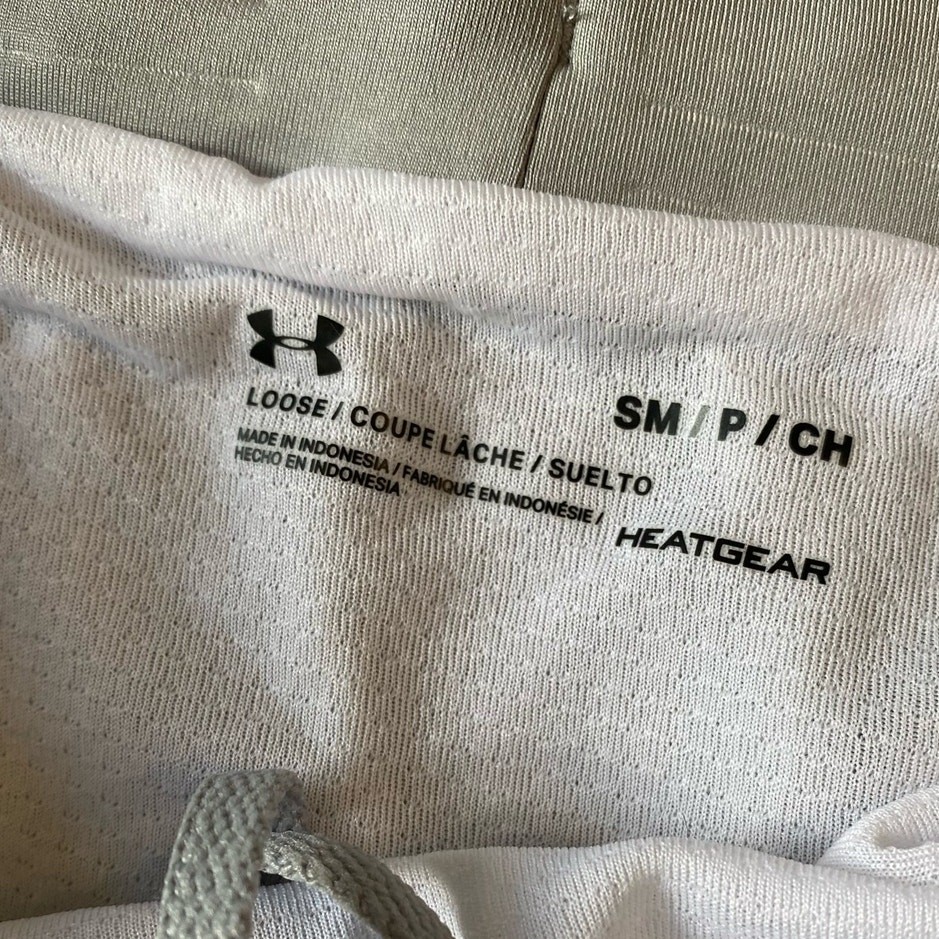 LOOSE / COUPE LÂCHE / SUELTO
MADE IN INDONESIA / FABRIQUÉ EN INDONÉSIE /
HECHO EN INDONESIA
SM / P / CH
HEATGEAR